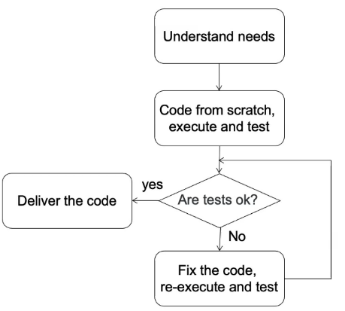 Understand needs
Code from scratch,
execute and test
yes
Are tests ok?
Deliver the code
No
Fix the code,
re-execute and test